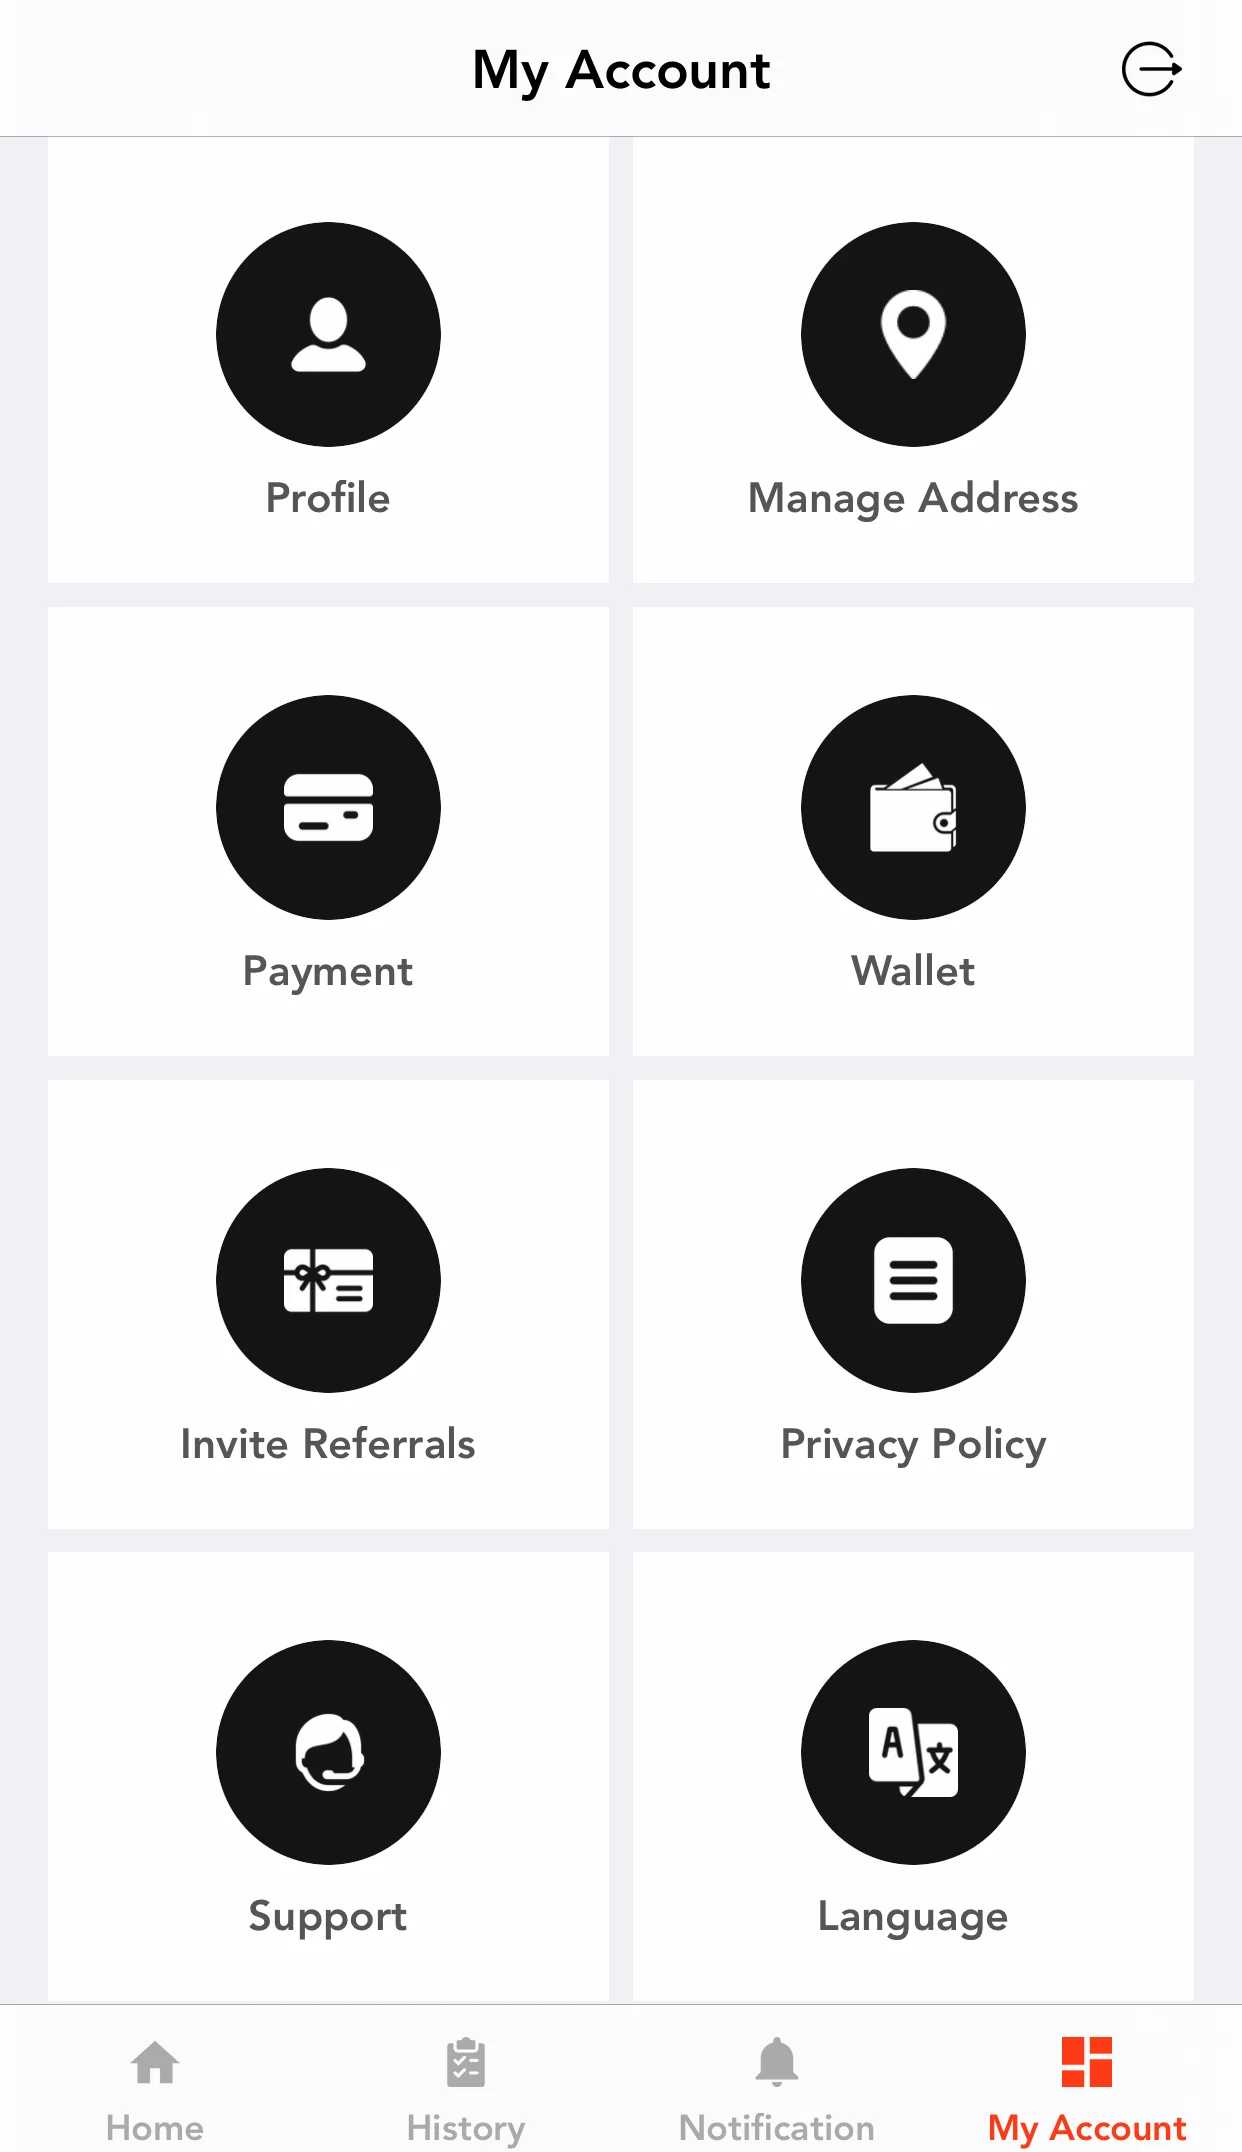 My Account
Profile
Manage Address
Payment
Wallet
Invite Referrals
Privacy Policy
Support
A 文
Language
Home
History
Notification
My Account